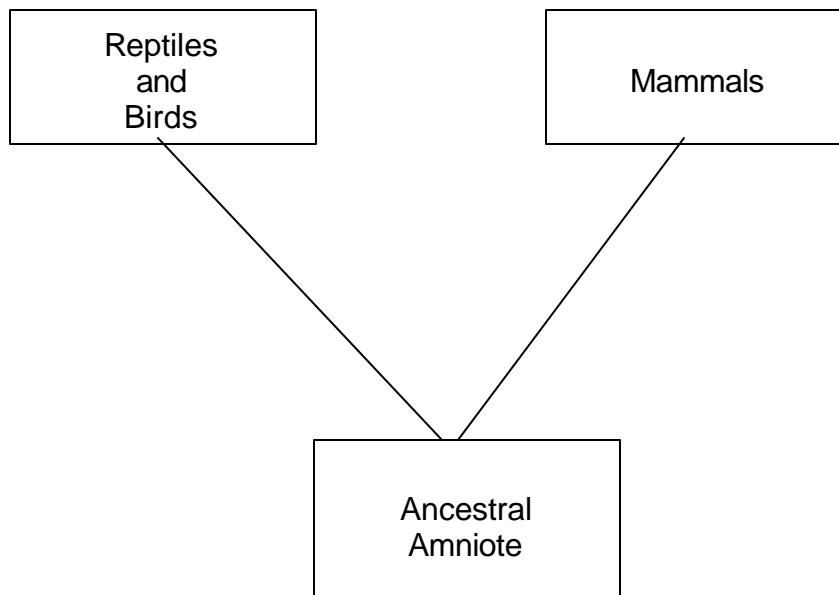 Reptiles
and
Birds
Mammals
Ancestral
Amniote